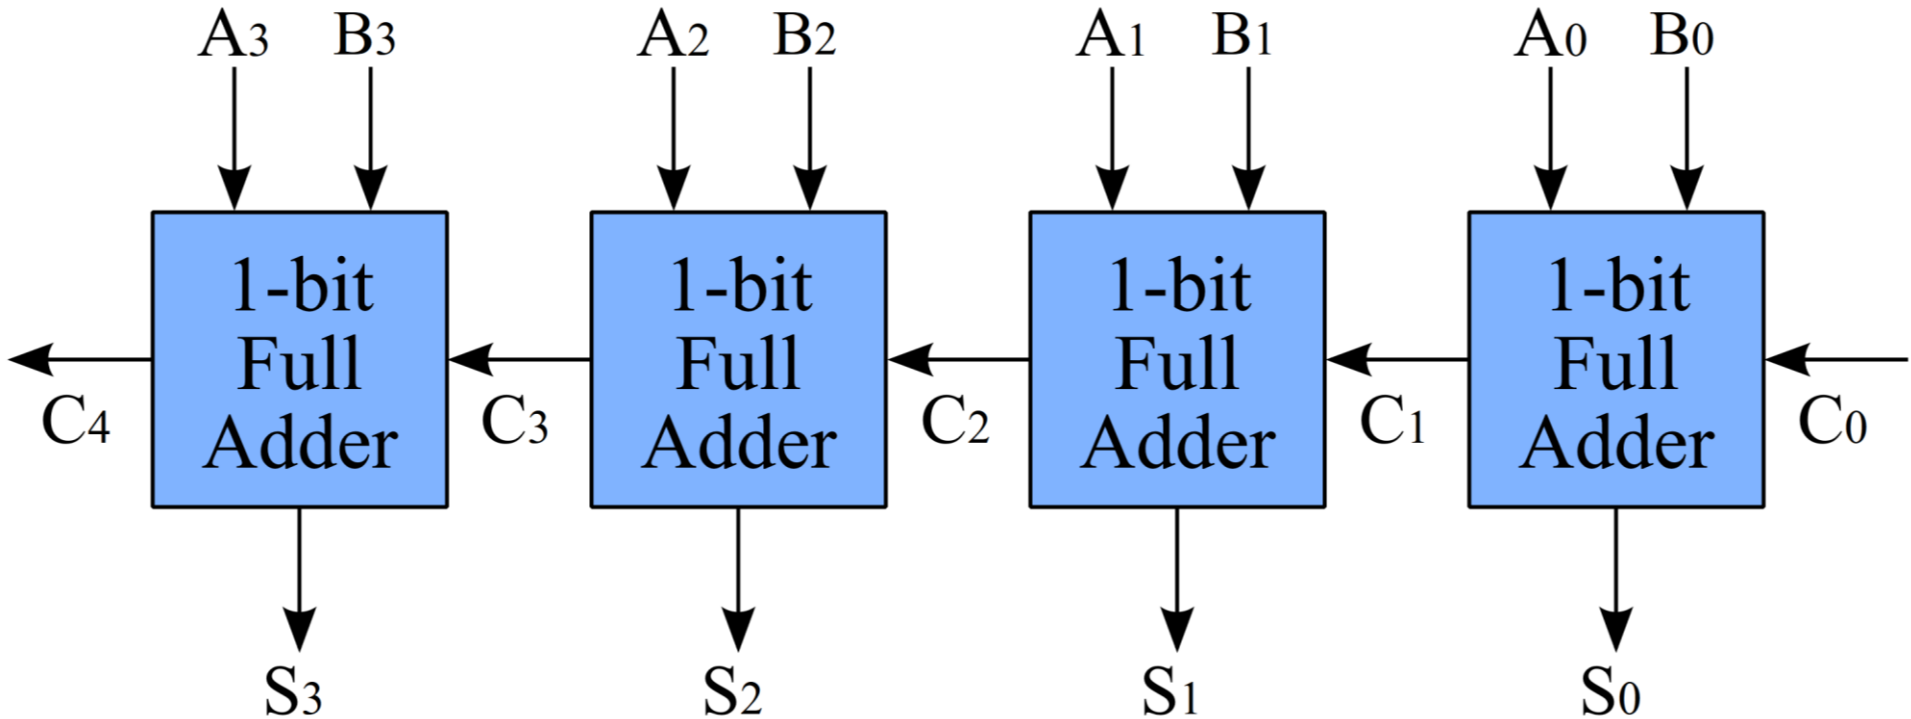 A3 B3 A2 B2 A1 B1 A0 B0
1-bit Full Adder
1-bit Full Adder
1-bit Full Adder
1-bit Full Adder
C4 C3 C2 C1 C0
S3 S2 S1 S0